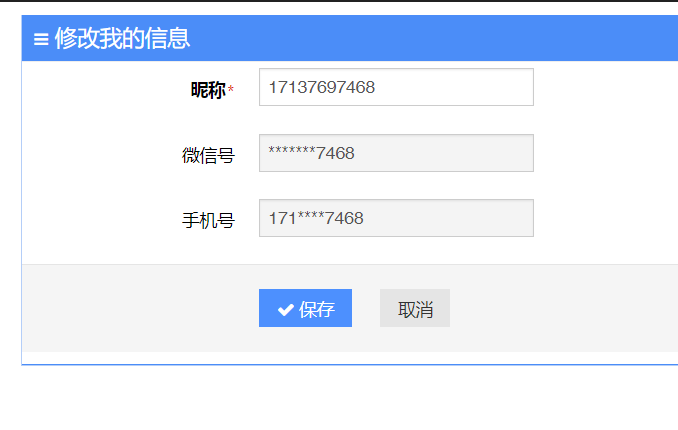 修改我的信息
昵称* 17137697468
微信号 *******7468
手机号 171****7468
保存 取消